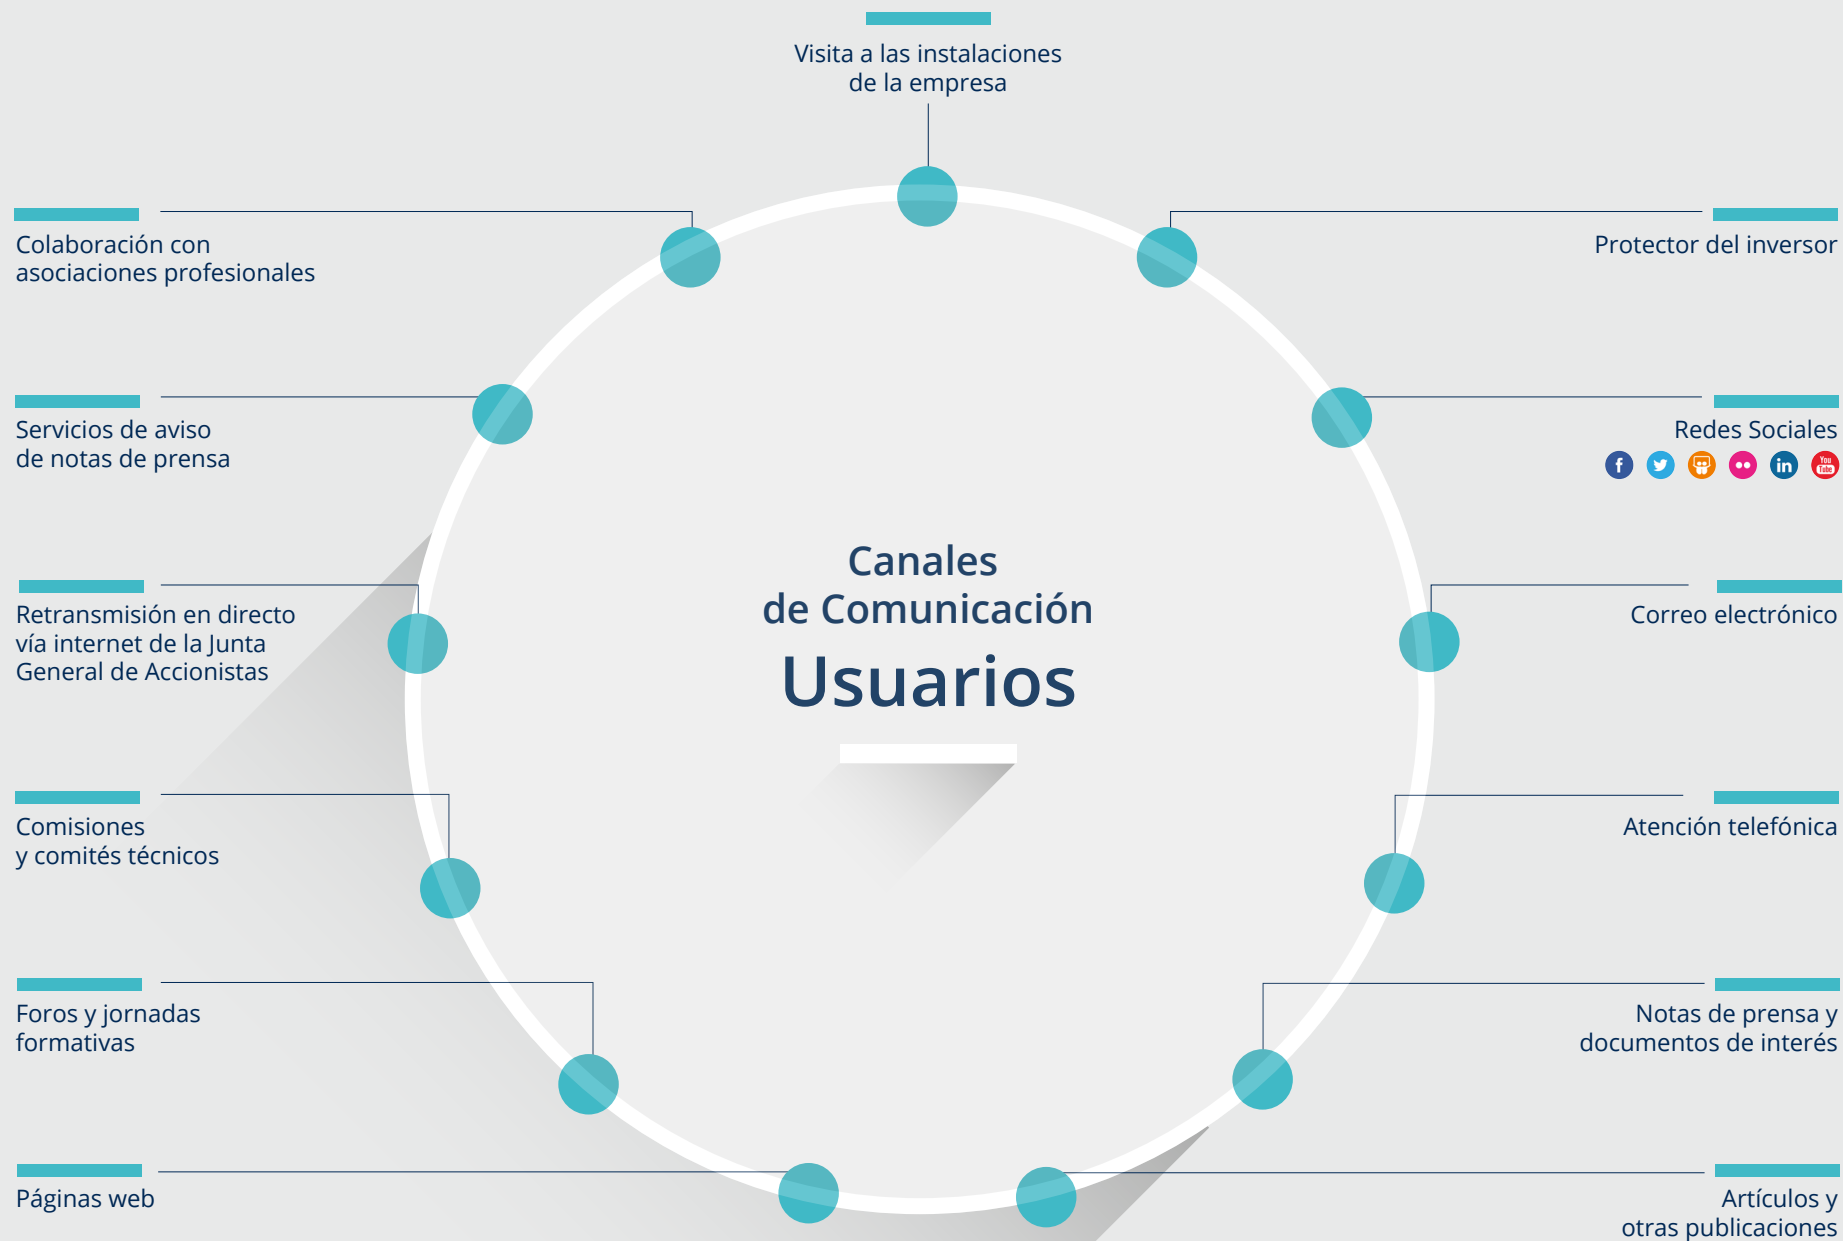 Visita a las instalaciones
de la empresa
Colaboración con
asociaciones profesionales
Protector del inversor
Servicios de aviso
de notas de prensa
Redes Sociales
f
in
You
Tube
Canales
de Comunicación
Usuarios
Retransmisión en directo
vía internet de la Junta
General de Accionistas
Correo electrónico
Comisiones
y comités técnicos
Atención telefónica
Foros y jornadas
formativas
Notas de prensa y
documentos de interés
Páginas web
Artículos y
otras publicaciones